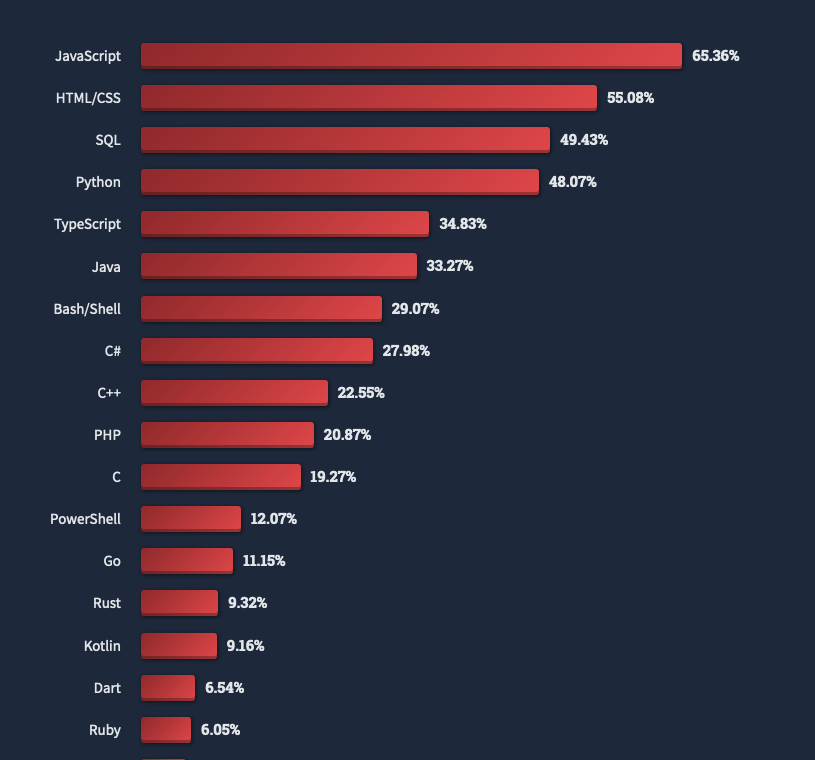 JavaScript 65.36%
HTML/CSS 55.08%
SQL 49.43%
Python 48.07%
TypeScript 34.83%
Java 33.27%
Bash/Shell 29.07%
C# 27.98%
C++ 22.55%
PHP 20.87%
C 19.27%
PowerShell 12.07%
Go 11.15%
Rust 9.32%
Kotlin 9.16%
Dart 6.54%
Ruby 6.05%